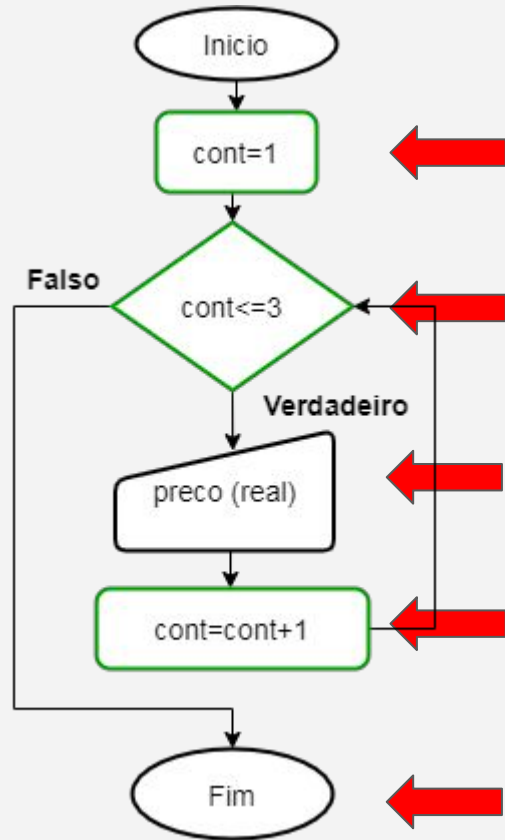 Inicio
cont=1
Falso
cont<=3
Verdadeiro
preco (real)
cont=cont+1
Fim